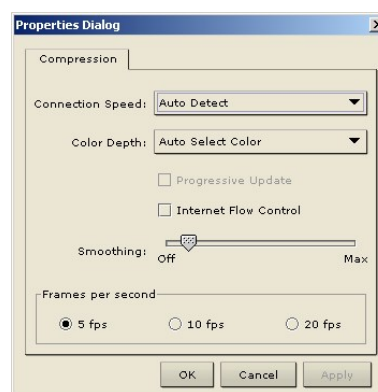 Properties Dialog
Compression
Connection Speed: Auto Detect
Color Depth: Auto Select Color
Progressive Update
Internet Flow Control
Smoothing:
Off Max
Frames per second
5 fps 10 fps 20 fps
OK Cancel Apply